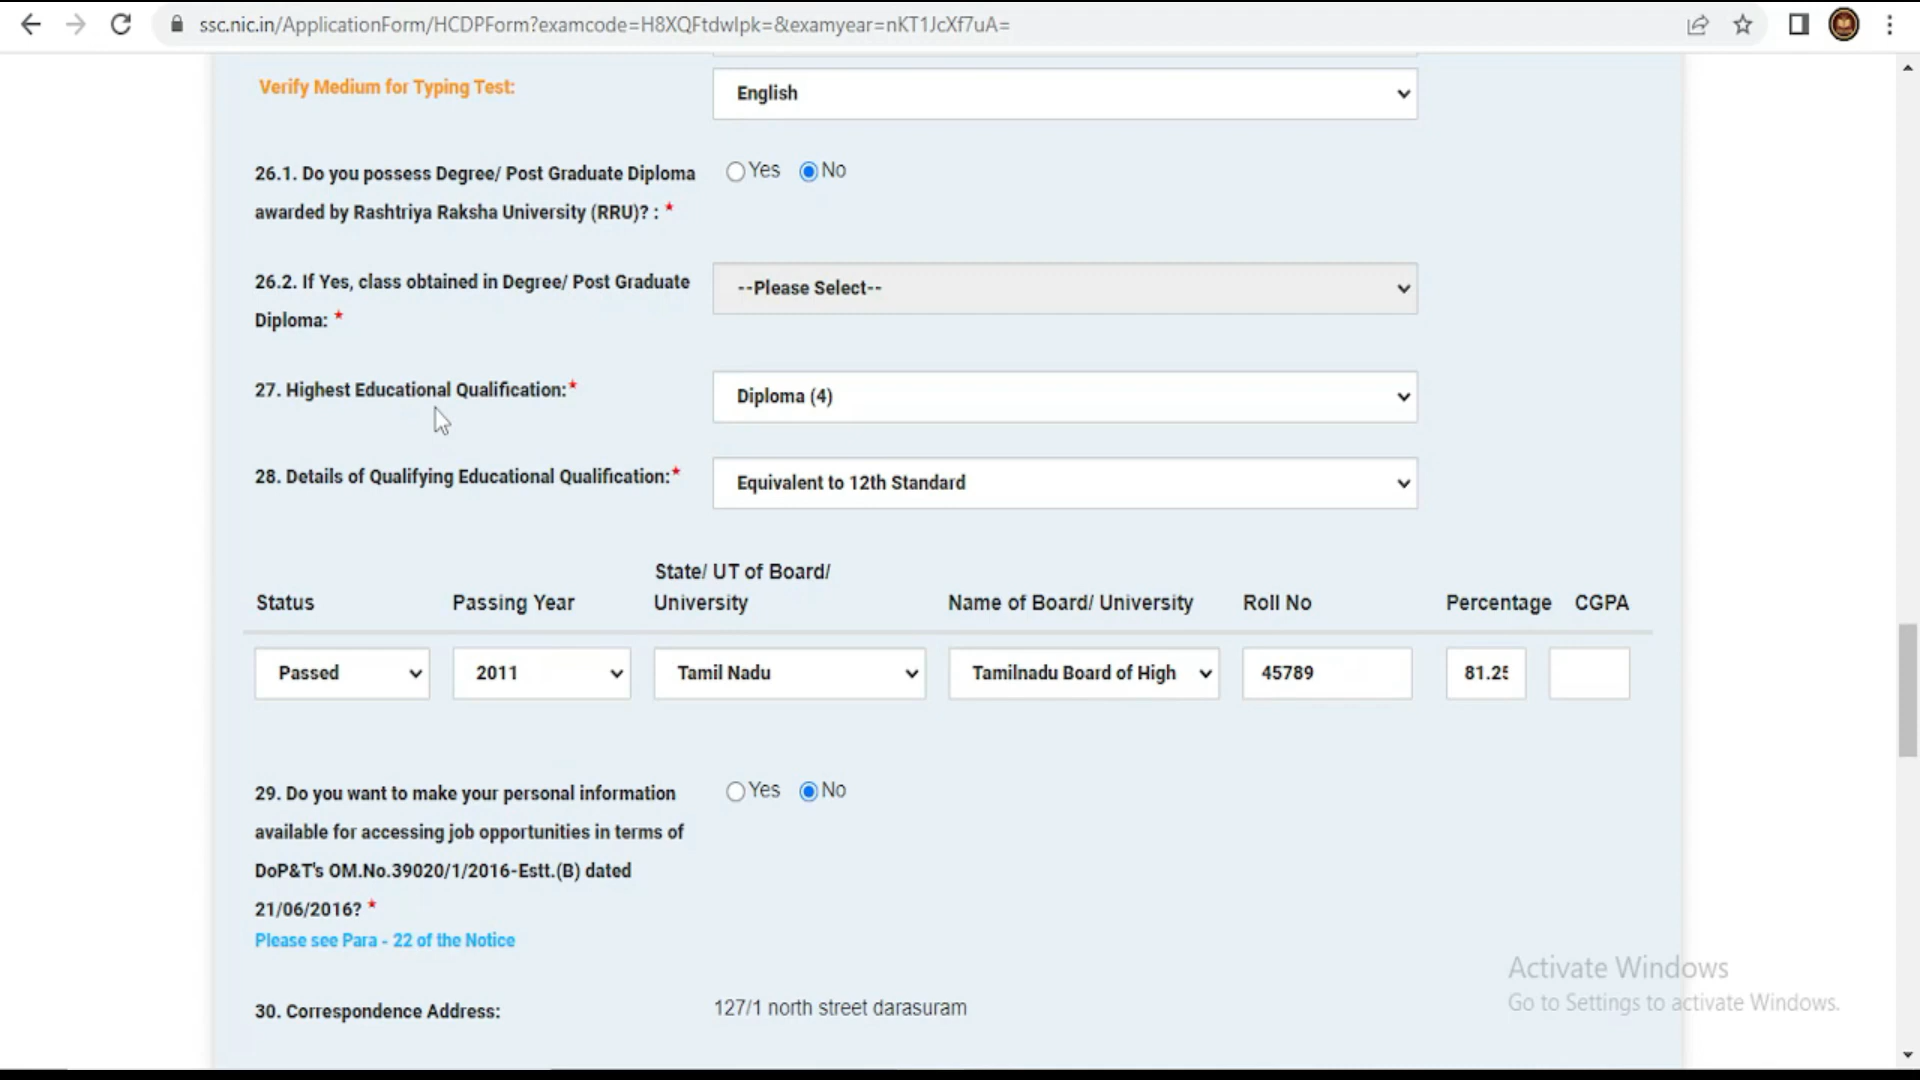 ssc.nic.in/ApplicationForm/HCDPForm?examcode=H8XQFtdwIpk=&examyear=nKT1JcXf7uA=
Verify Medium for Typing Test:
English
26.1. Do you possess Degree/ Post Graduate Diploma
awarded by Rashtriya Raksha University (RRU)? : *
Yes No
26.2. If Yes, class obtained in Degree/ Post Graduate
Diploma: *
--Please Select--
27. Highest Educational Qualification:*
Diploma (4)
28. Details of Qualifying Educational Qualification:*
Equivalent to 12th Standard
Status
Passing Year
State/ UT of Board/
University
Name of Board/ University
Roll No
Percentage
CGPA
Passed
2011
Tamil Nadu
Tamilnadu Board of High
45789
81.25
29. Do you want to make your personal information
available for accessing job opportunities in terms of
DoP&T's OM.No.39020/1/2016-Estt.(B) dated
21/06/2016? *
Yes No
Please see Para - 22 of the Notice
30. Correspondence Address:
127/1 north street darasuram
Activate Windows
Go to Settings to activate Windows.